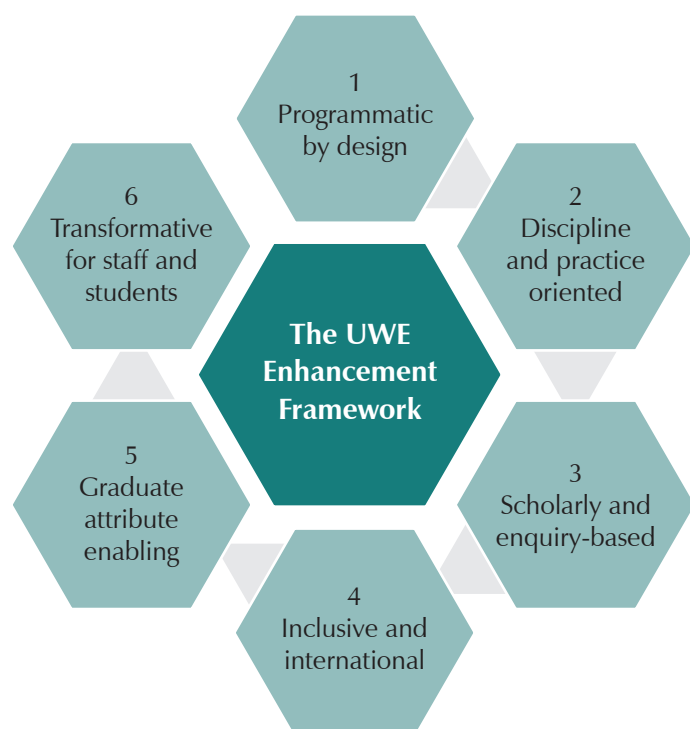 1
Programmatic
by design
2
Discipline
and practice
oriented
3
Scholarly and
enquiry-based
4
Inclusive and
international
5
Graduate
attribute
enabling
6
Transformative
for staff and
students
The UWE
Enhancement
Framework